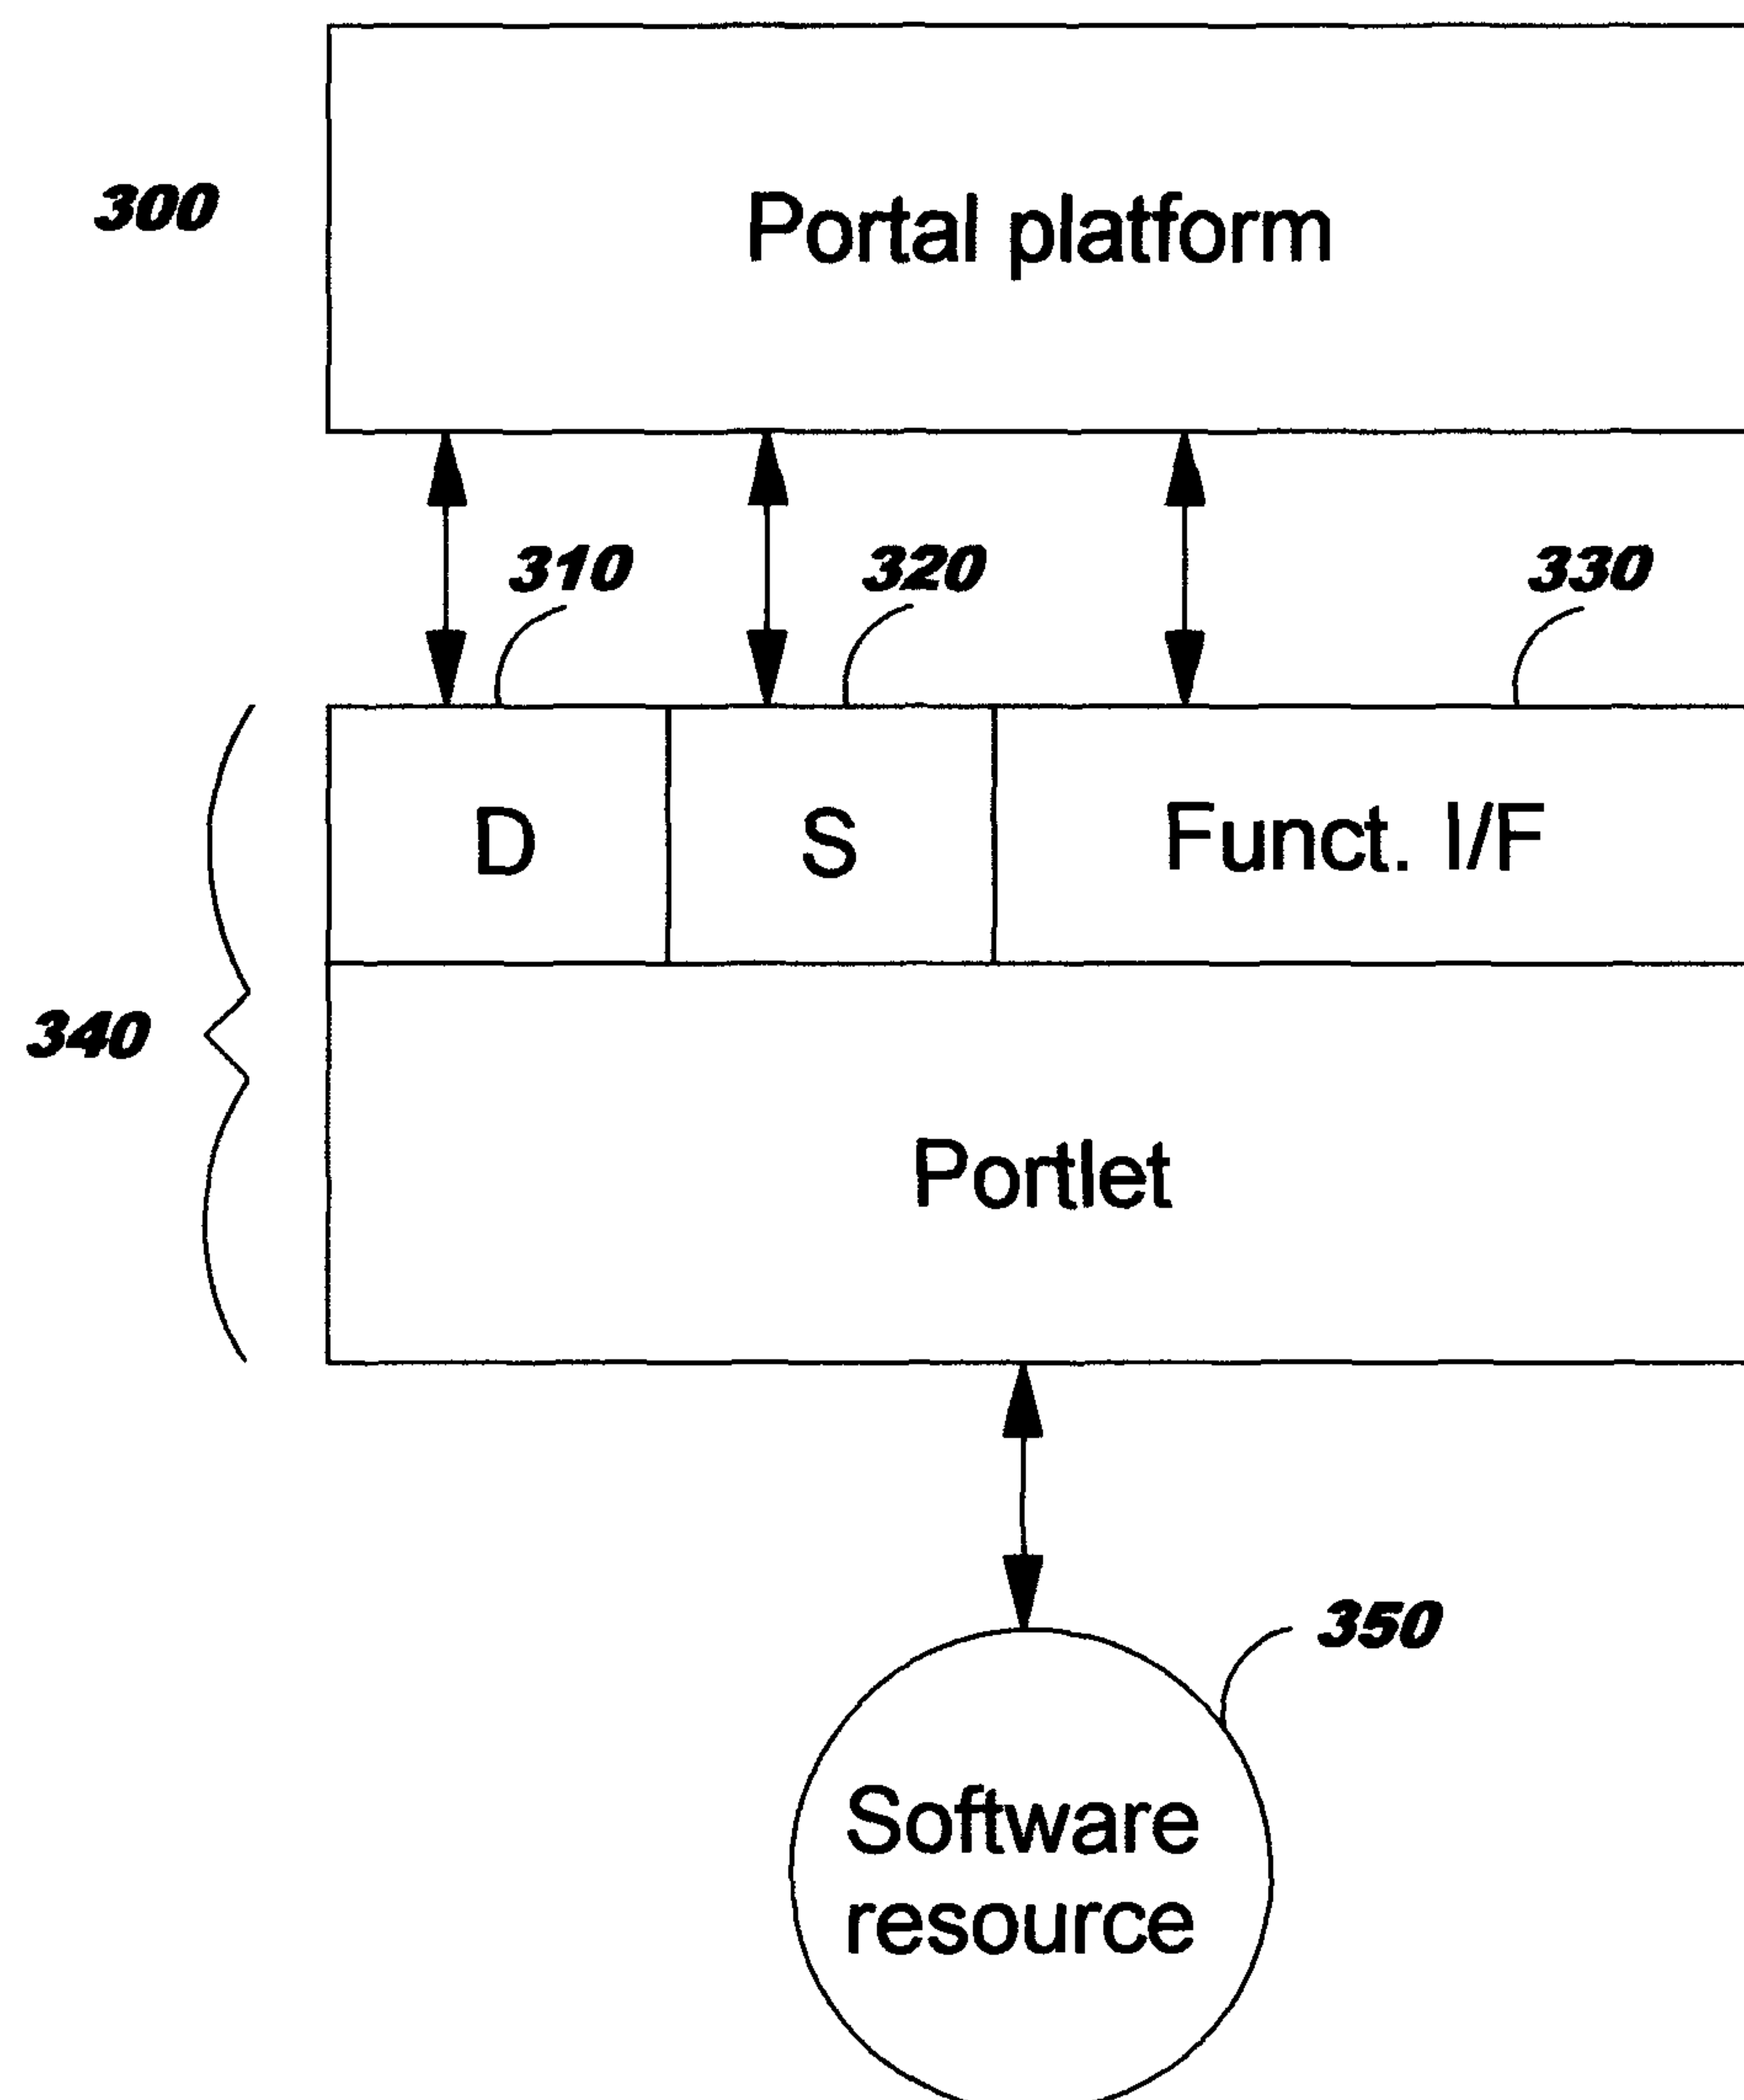 300
Portal platform
310
320
330
D
S
Funct. I/F
340
Portlet
350
Software
resource